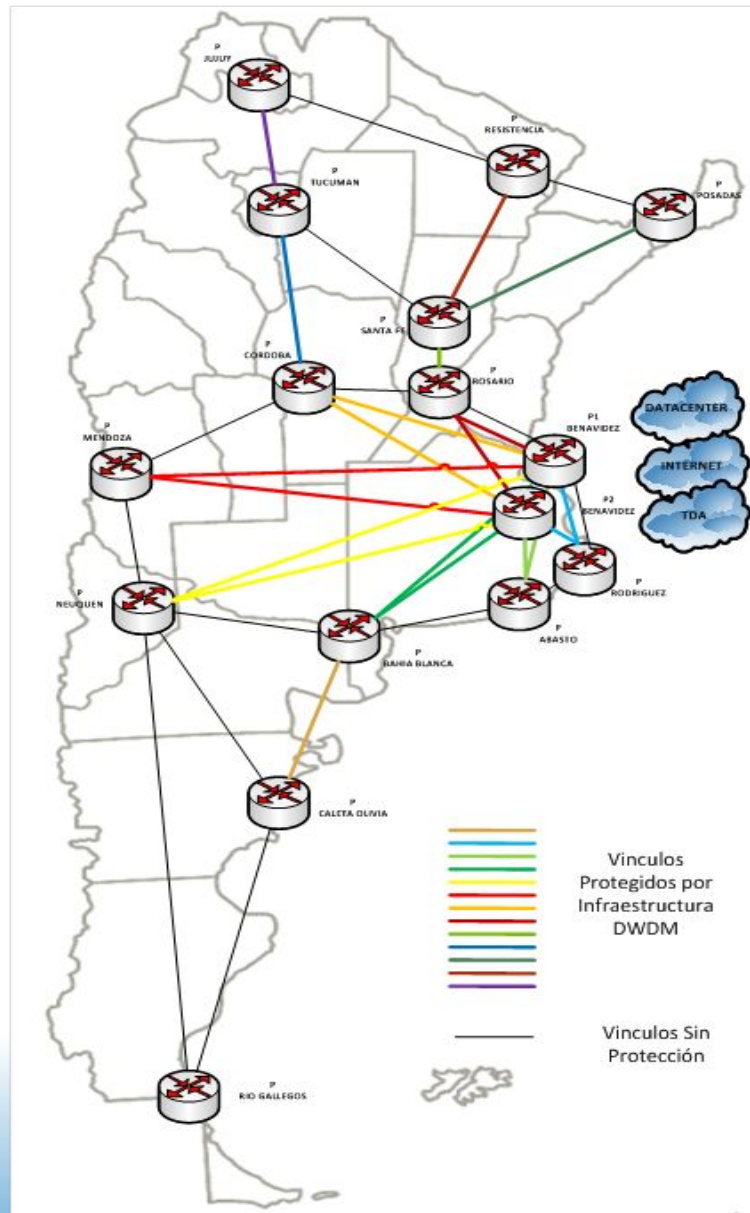 P
JUJUY
P
RESISTENCIA
P
TUCUMAN
P
POSADAS
P
SANTA FE
P
CORDOBA
P
ROSARIO
P1
BENAVIDEZ
DATACENTER
P
MENDOZA
INTERNET
P2
BENAVIDEZ
TDA
P
RODRIGUEZ
P
NEUQUEN
P
ABASTO
P
BAHIA BLANCA
P
CALETA OLIVIA
Vinculos
Protegidos por
Infraestructura
DWDM
Vinculos Sin
Protección
P
RIO GALLEGOS